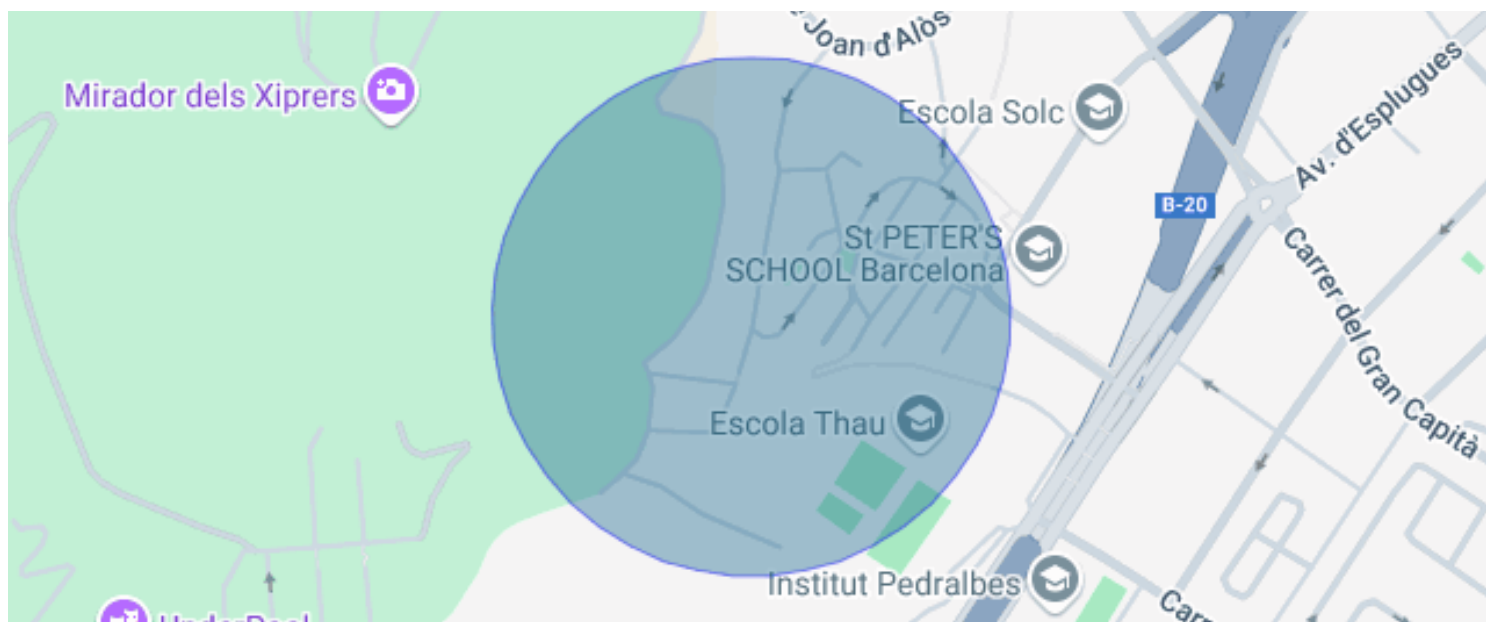 Joan d'Alòs
Mirador dels Xiprers
Escola Solc
Av. d'Esplugues
B-20
St PETER'S
SCHOOL Barcelona
Carrer del Gran Capità
Escola Thau
Institut Pedralbes